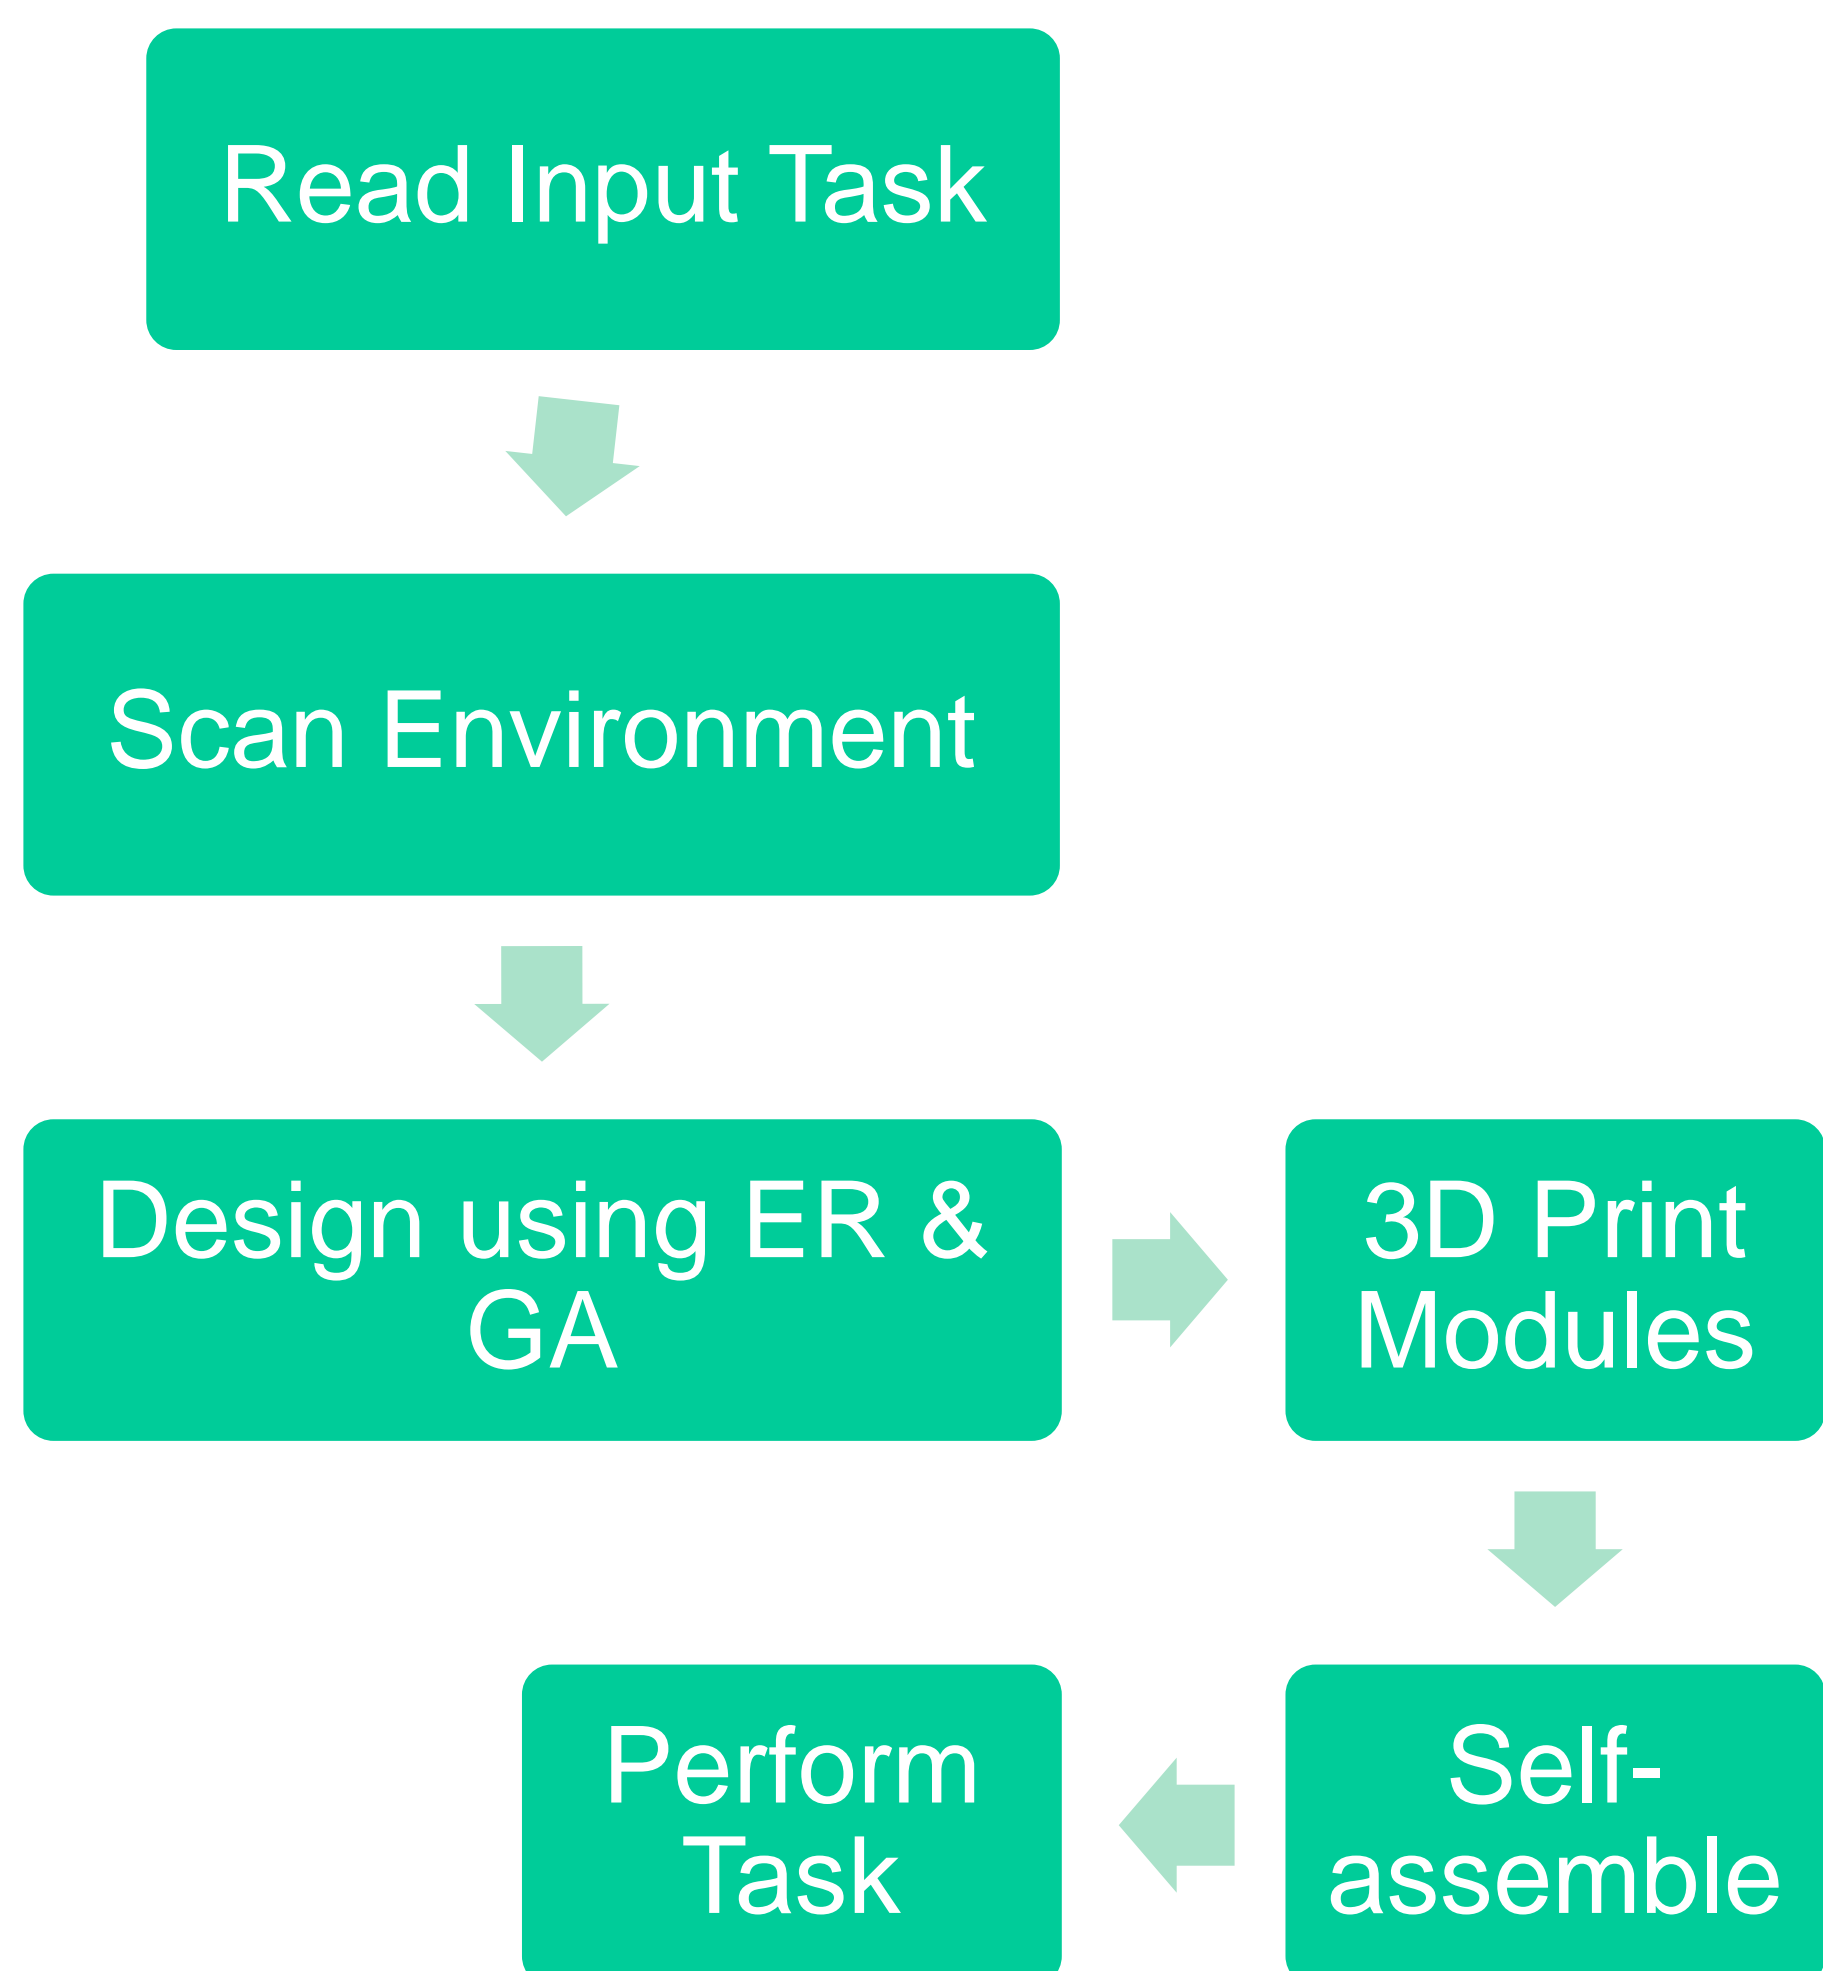 Read Input Task
Scan Environment
Design using ER &
GA
3D Print
Modules
Self-
assemble
Perform
Task